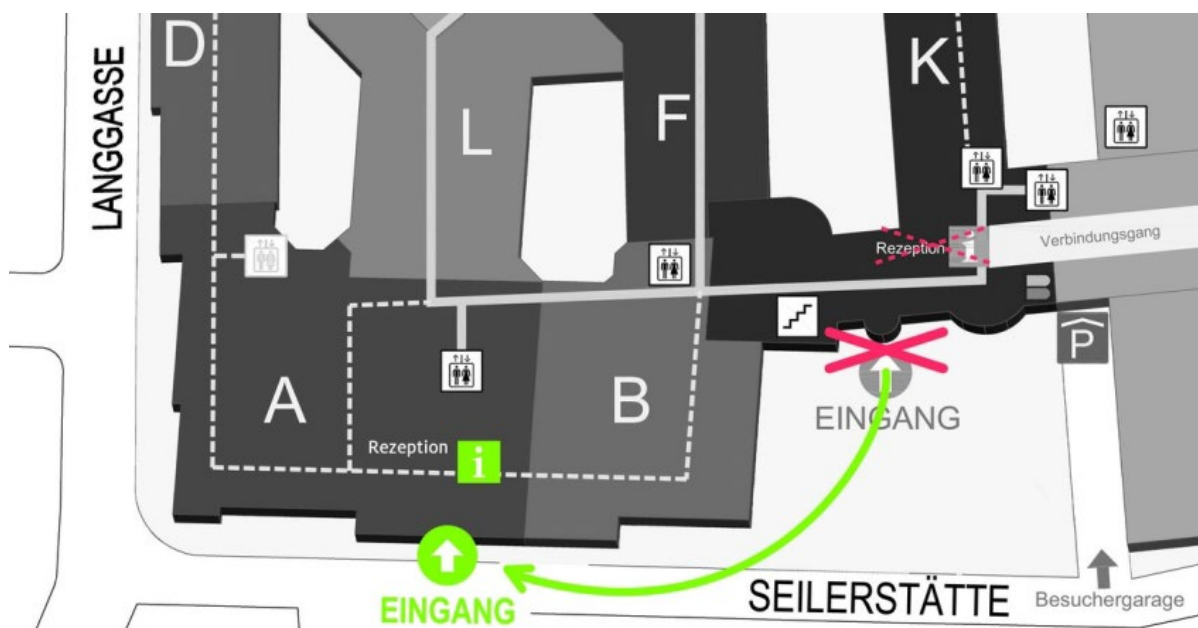 D
LANGGASSE
L
F
K
Rezeption
i
Verbindungsgang
P
A
B
EINGANG
Rezeption
i
EINGANG
SEILERSTÄTTE
Besuchergarage